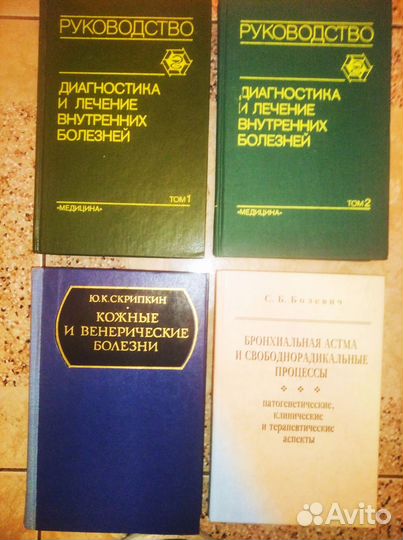 РУКОВОДСТВО
ДИАГНОСТИКА
И ЛЕЧЕНИЕ
ВНУТРЕННИХ
БОЛЕЗНЕЙ
ТОМ 1
«МЕДИЦИНА»
РУКОВОДСТВО
ДИАГНОСТИКА
И ЛЕЧЕНИЕ
ВНУТРЕННИХ
БОЛЕЗНЕЙ
ТОМ 2
«МЕДИЦИНА»
Ю.К.СКРИПКИН
КОЖНЫЕ
И ВЕНЕРИЧЕСКИЕ
БОЛЕЗНИ
С. Б. Болевич
БРОНХИАЛЬНАЯ АСТМА
И СВОБОДНОРАДИКАЛЬНЫЕ
ПРОЦЕССЫ
патогенетические,
клинические
и терапевтические
аспекты
Avito